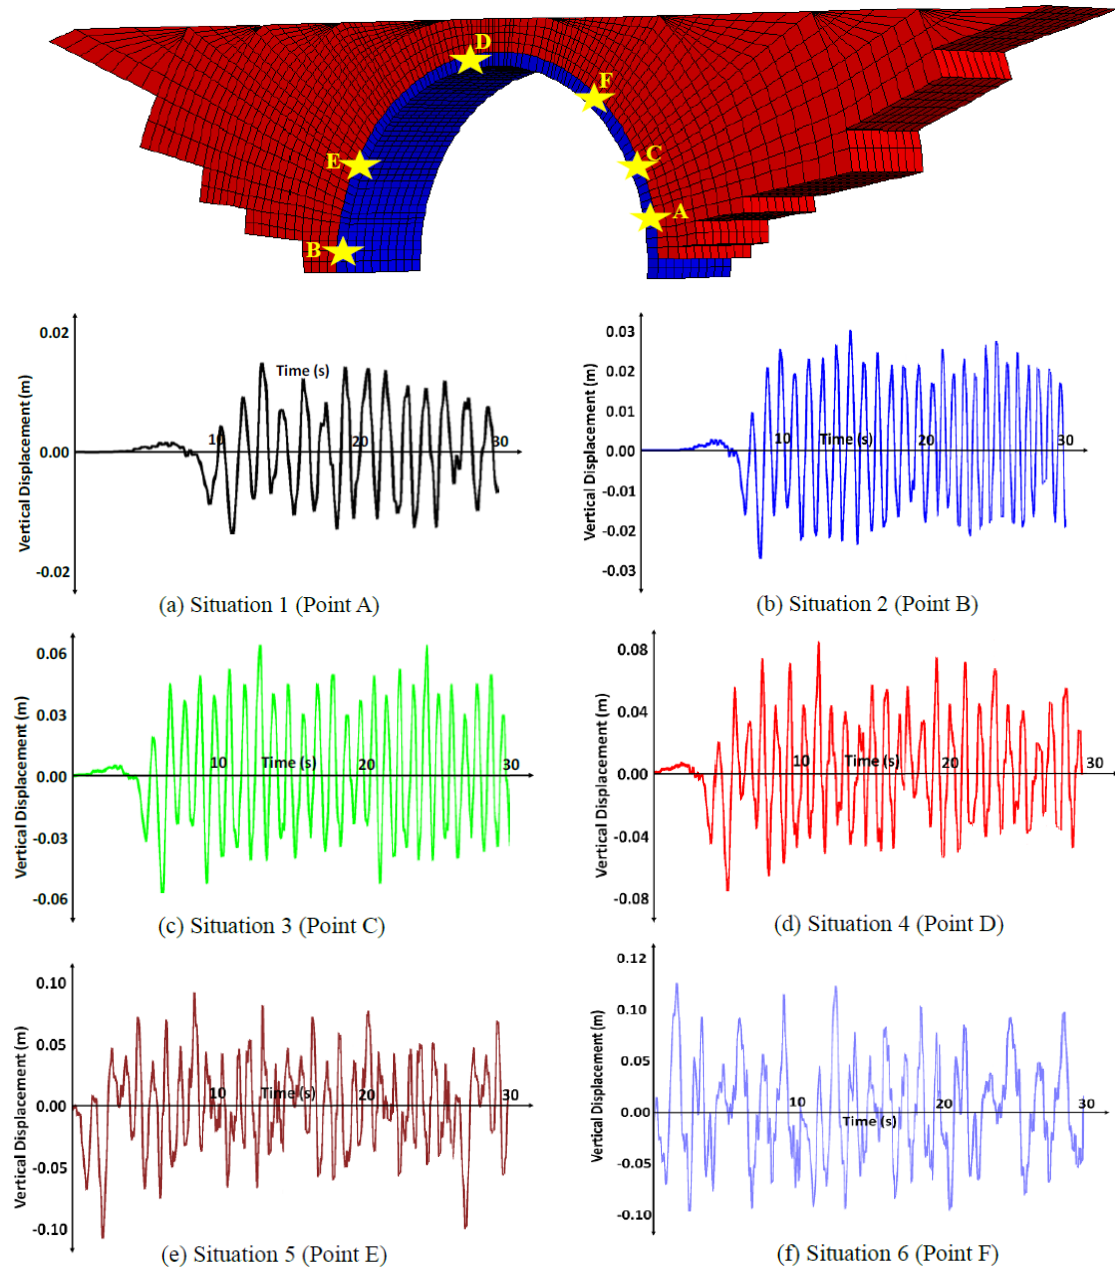 D
F
E
C
A
B
0.02
0.00
-0.02
Vertical Displacement (m)
Time (s)
10
20
30
(a) Situation 1 (Point A)
0.03
0.02
0.01
0.00
-0.01
-0.02
-0.03
Vertical Displacement (m)
10
Time (s)
20
30
(b) Situation 2 (Point B)
0.06
0.03
0.00
-0.03
-0.06
Vertical Displacement (m)
10
Time (s)
20
30
(c) Situation 3 (Point C)
0.08
0.04
0.00
-0.04
-0.08
Vertical Displacement (m)
10
Time (s)
20
30
(d) Situation 4 (Point D)
0.10
0.05
0.00
-0.05
-0.10
Vertical Displacement (m)
10
Time (s)
20
30
(e) Situation 5 (Point E)
0.12
0.10
0.05
0.00
-0.05
-0.10
Vertical Displacement (m)
10
Time (s)
20
30
(f) Situation 6 (Point F)